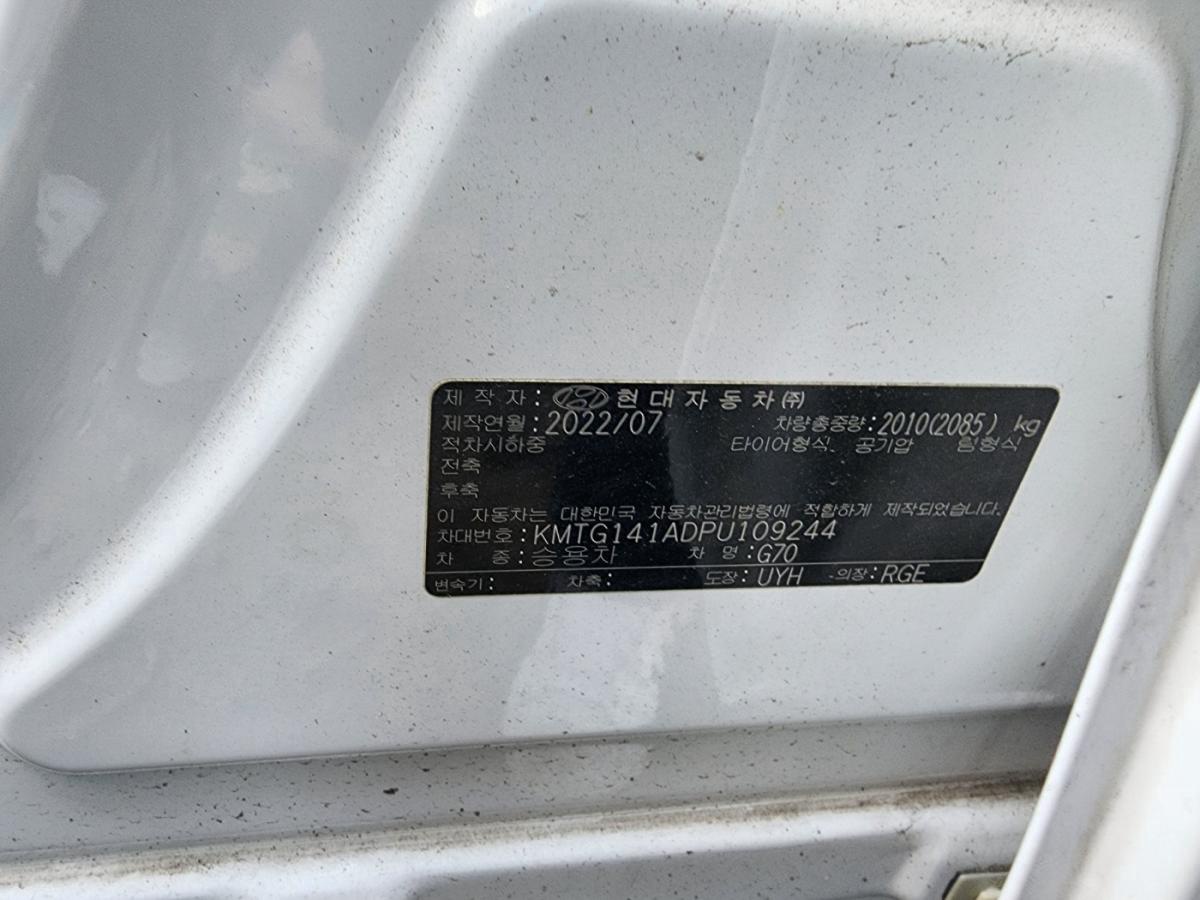 제 작 자 : 현대자동차㈜
제작연월 : 2022/07 차량총중량 : 2010(2085) kg
적차시하중 타이어형식 공기압 림형식
전축
후축
이 자동차는 대한민국 자동차관리법령에 적합하게 제작되었습니다.
차대번호 : KMTG141ADPU109244
차 종 : 승용차 차 명 : G70
변속기 : 차축 : 도장 : UYH 의장 : RGE